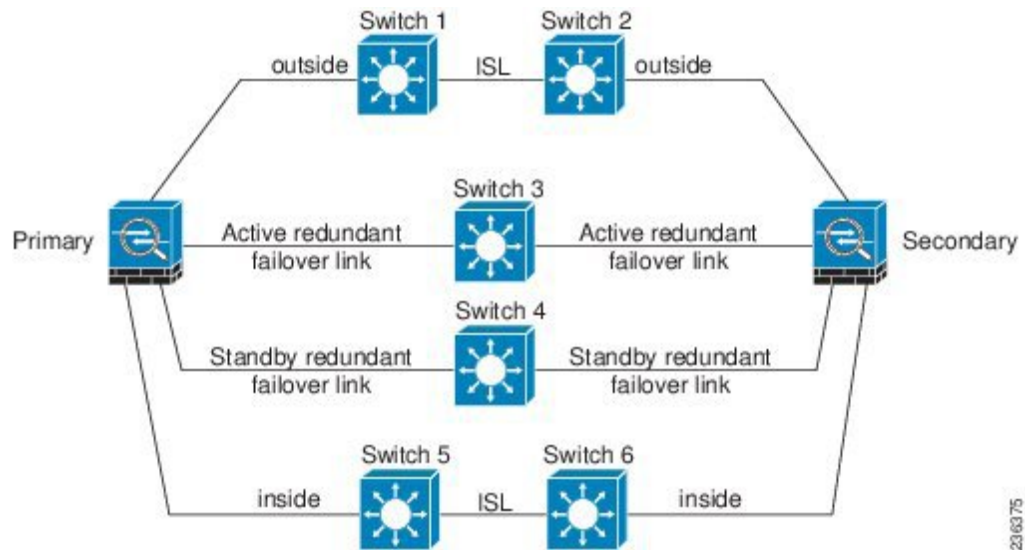 Switch 1
Switch 2
outside
ISL
outside
Switch 3
Primary
Active redundant
failover link
Active redundant
failover link
Secondary
Switch 4
Standby redundant
failover link
Standby redundant
failover link
Switch 5
Switch 6
inside
ISL
inside
236375